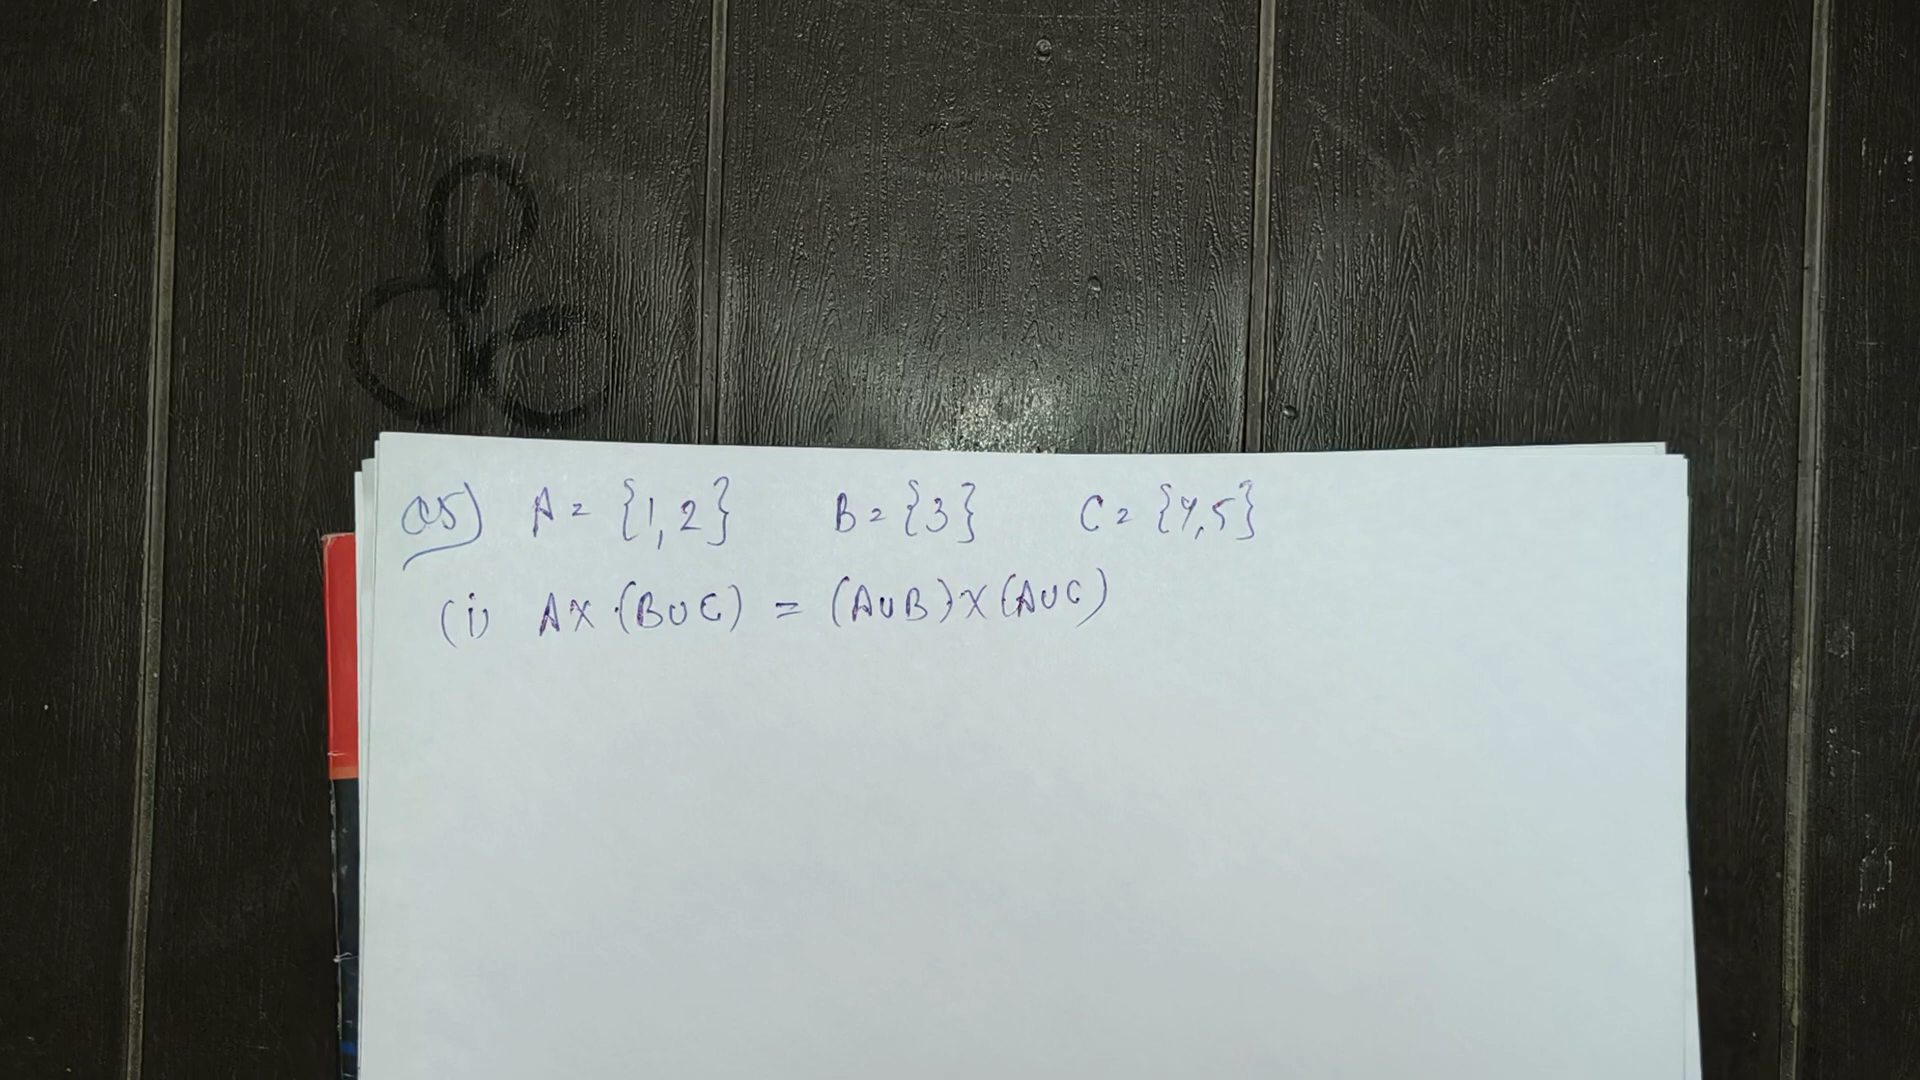 Q5) A = {1, 2} B = {3} C = {4, 5}
(i) A × (B ∪ C) = (A ∪ B) × (A ∪ C)